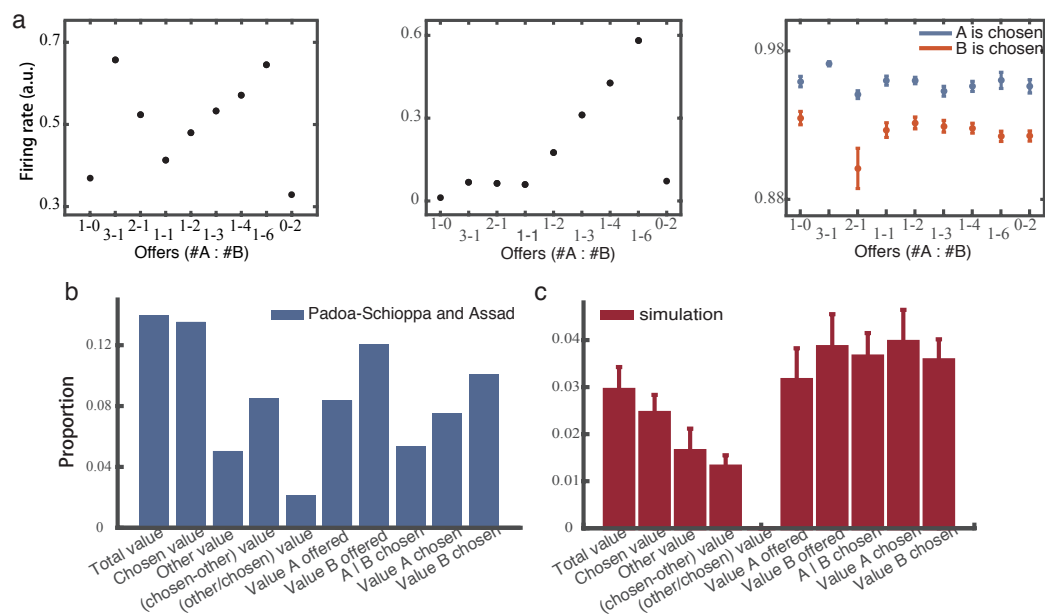 a
Firing rate (a.u.)
0.7
0.5
0.3
1-0
3-1
2-1
1-1
1-2
1-3
1-4
1-6
0-2
Offers (#A : #B)
0.6
0.3
0
1-0
3-1
2-1
1-1
1-2
1-3
1-4
1-6
0-2
Offers (#A : #B)
A is chosen
B is chosen
0.98
0.88
1-0
3-1
2-1
1-1
1-2
1-3
1-4
1-6
0-2
Offers (#A : #B)
b
Padoa-Schioppa and Assad
Proportion
0.12
0.08
0.04
0
Total value
Chosen value
Other value
(chosen-other) value
(other/chosen) value
Value A offered
Value B offered
A I B chosen
Value A chosen
Value B chosen
c
simulation
0.04
0.03
0.02
0.01
0
Total value
Chosen value
Other value
(chosen-other) value
(other/chosen) value
Value A offered
Value B offered
A I B chosen
Value A chosen
Value B chosen